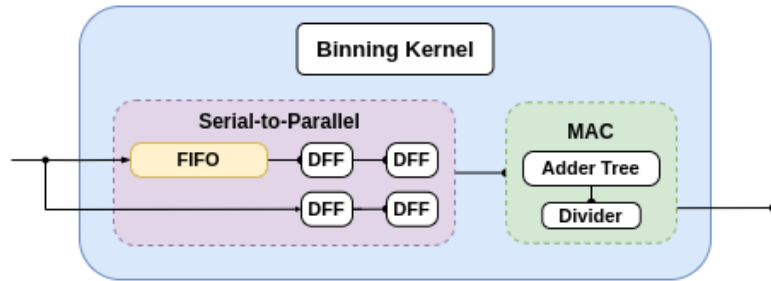 Binning Kernel
Serial-to-Parallel
FIFO
DFF
DFF
DFF
DFF
MAC
Adder Tree
Divider